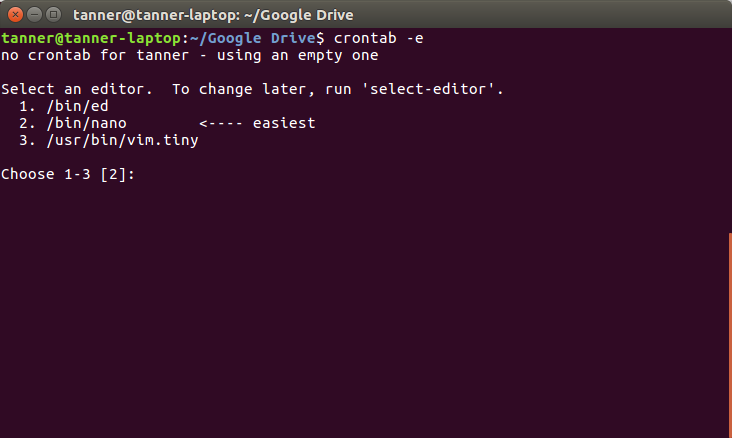 tanner@tanner-laptop: ~/Google Drive
tanner@tanner-laptop:~/Google Drive$ crontab -e
no crontab for tanner - using an empty one
Select an editor.  To change later, run 'select-editor'.
  1. /bin/ed
  2. /bin/nano        <---- easiest
  3. /usr/bin/vim.tiny
Choose 1-3 [2]: